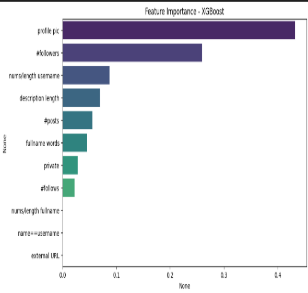 Feature Importance - XGBoost
profile pic
#followers
nums/length username
description length
#posts
fullname words
private
#follows
nums/length fullname
name==username
external URL
None
0.0 0.1 0.2 0.3 0.4
None